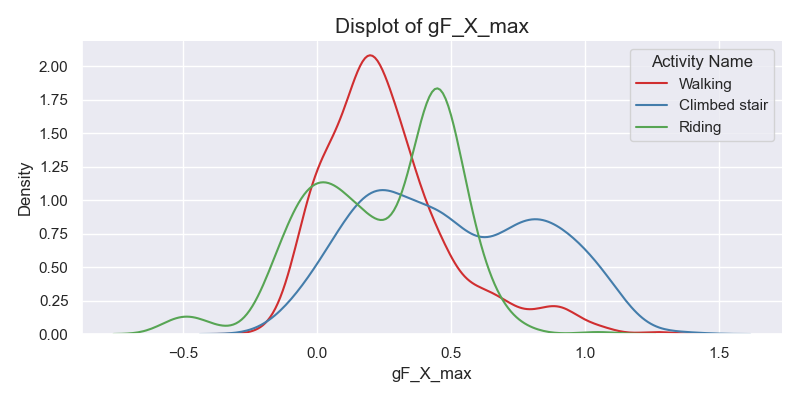 Displot of gF_X_max
Activity Name
Walking
Climbed stair
Riding
Density
2.00
1.75
1.50
1.25
1.00
0.75
0.50
0.25
0.00
−0.5 0.0 0.5 1.0 1.5
gF_X_max